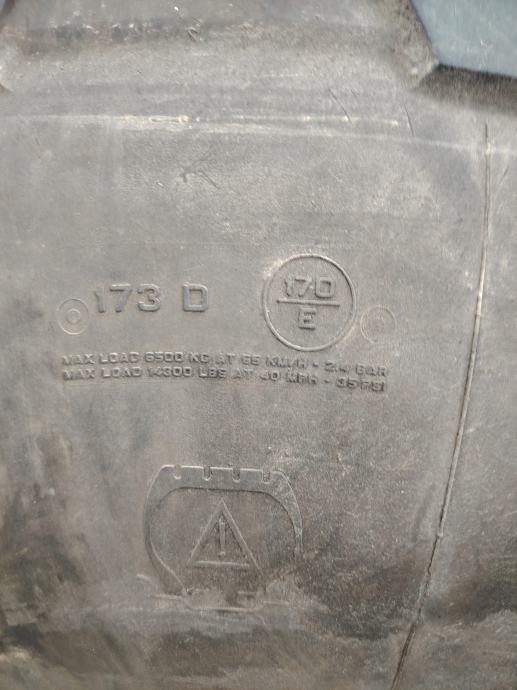 173 D
170
E
MAX LOAD 6500 KG AT 65 KM/H - 2.4 BAR
MAX LOAD 14300 LBS AT 40 MPH - 35 PSI
!